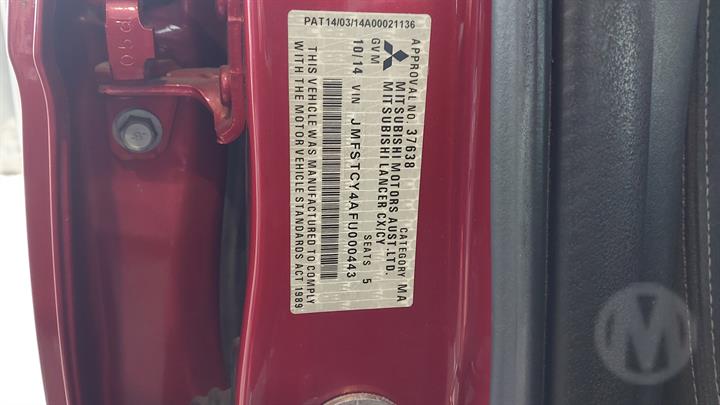 PAT14/03/14A00021136
APPROVAL NO. 37638 CATEGORY MA
MITSUBISHI MOTORS AUST.LTD.
MITSUBISHI LANCER CX/CY
GVM SEATS 5
10/14 VIN JMFSTCY4AFU000443
THIS VEHICLE WAS MANUFACTURED TO COMPLY
WITH THE MOTOR VEHICLE STANDARDS ACT 1989
M